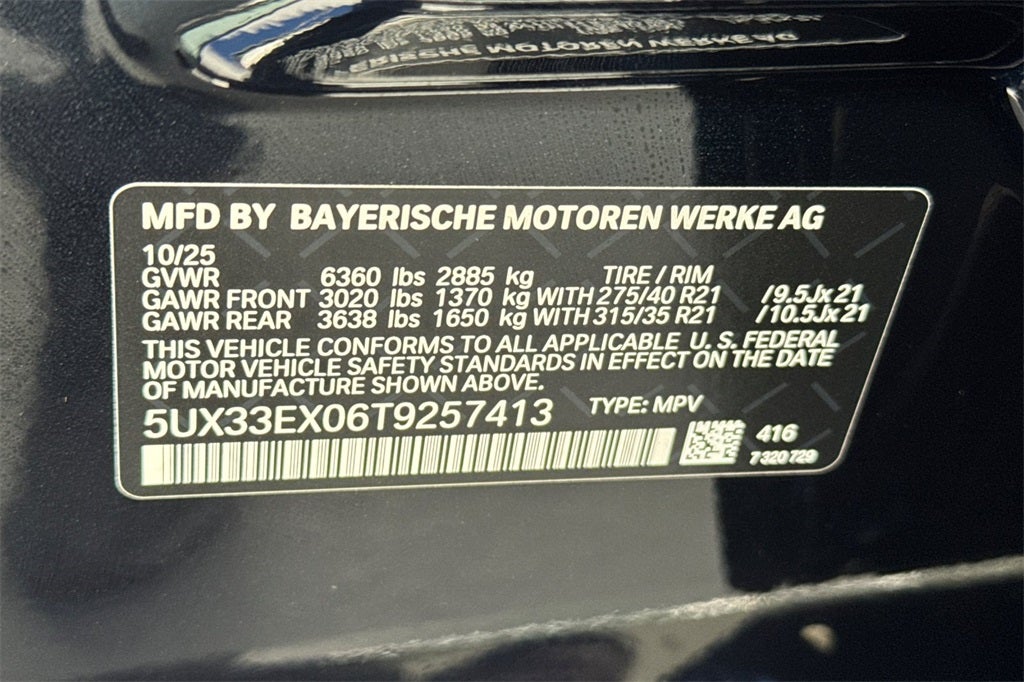 MFD BY BAYERISCHE MOTOREN WERKE AG
10/25
GVWR 6360 lbs 2885 kg TIRE / RIM
GAWR FRONT 3020 lbs 1370 kg WITH 275/40 R21 /9.5Jx21
GAWR REAR 3638 lbs 1650 kg WITH 315/35 R21 /10.5Jx21
THIS VEHICLE CONFORMS TO ALL APPLICABLE U.S. FEDERAL
MOTOR VEHICLE SAFETY STANDARDS IN EFFECT ON THE DATE
OF MANUFACTURE SHOWN ABOVE.
5UX33EX06T9257413 TYPE: MPV
416
7320729